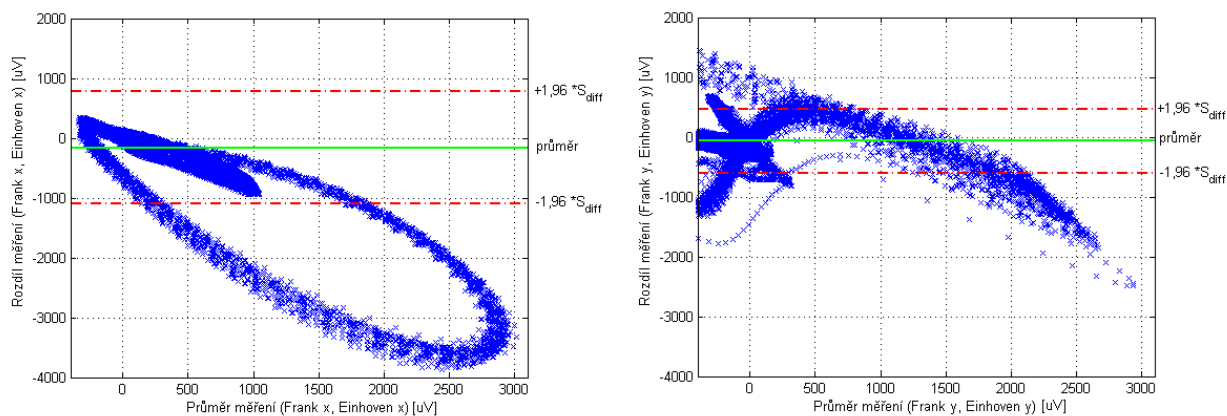 2000
1000
0
-1000
-2000
-3000
-4000
0
500
1000
1500
2000
2500
3000
Rozdíl měření (Frank x, Einhoven x) [uV]
Průměr měření (Frank x, Einhoven x) [uV]
+1,96 *S_diff
průměr
-1,96 *S_diff
2000
1000
0
-1000
-2000
-3000
-4000
0
500
1000
1500
2000
2500
3000
Rozdíl měření (Frank y, Einhoven y) [uV]
Průměr měření (Frank y, Einhoven y) [uV]
+1,96 *S_diff
průměr
-1,96 *S_diff